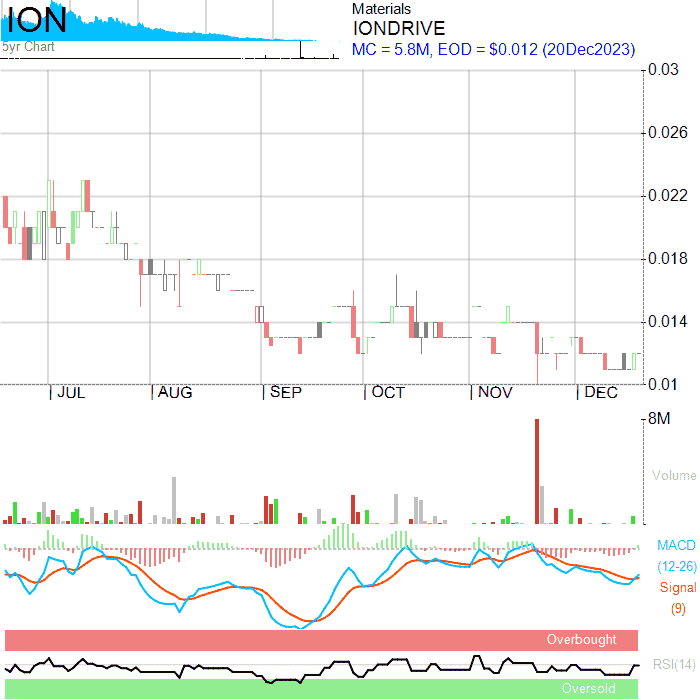 ION
5yr Chart
Materials
IONDRIVE
MC = 5.8M, EOD = $0.012 (20Dec2023)
0.03
0.026
0.022
0.018
0.014
0.01
JUL AUG SEP OCT NOV DEC
8M
Volume
MACD
(12-26)
Signal
(9)
Overbought
RSI(14)
Oversold